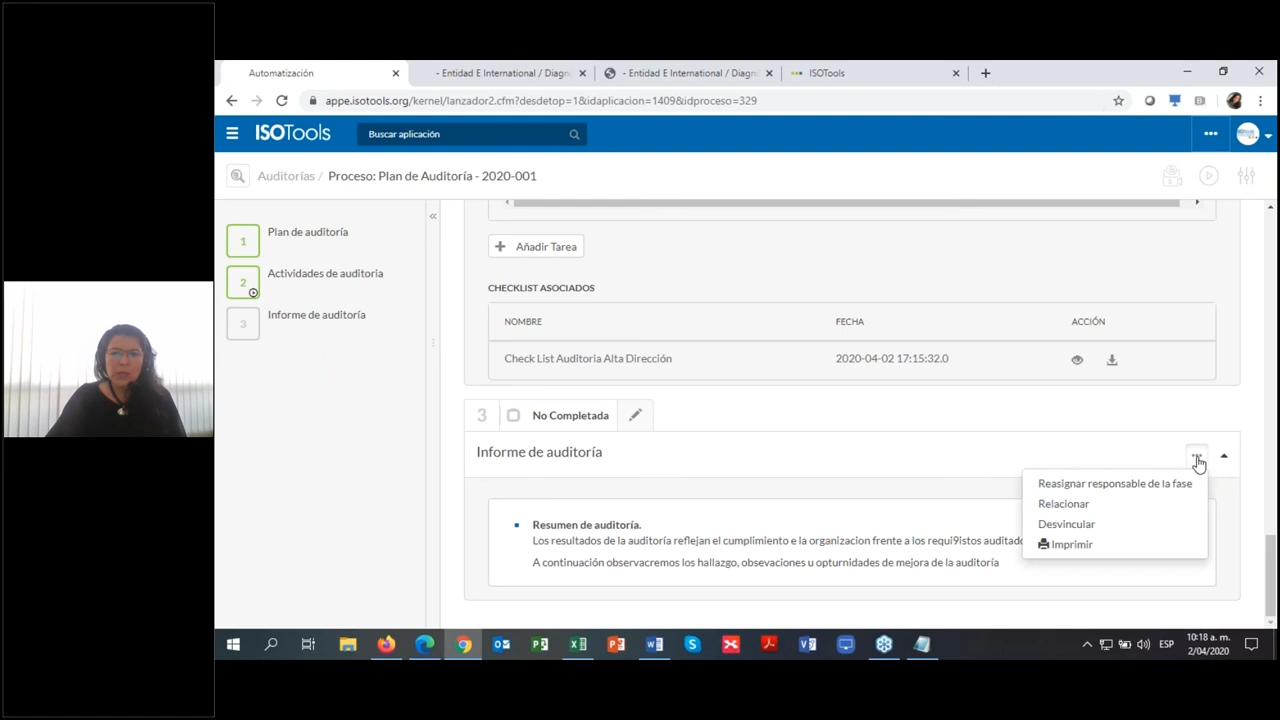 Automatización
- Entidad E International / Diagn
- Entidad E International / Diagni
ISOTools
appe.isotools.org/kernel/lanzador2.cfm?desdetop=1&idaplicacion=1409&idproceso=329
ISOTools
Buscar aplicación
Auditorías / Proceso: Plan de Auditoría - 2020-001
1
Plan de auditoría
2
Actividades de auditoria
3
Informe de auditoría
Añadir Tarea
CHECKLIST ASOCIADOS
NOMBRE FECHA ACCIÓN
Check List Auditoria Alta Dirección 2020-04-02 17:15:32.0
3 No Completada
Informe de auditoría
Reasignar responsable de la fase
Relacionar
Desvincular
Imprimir
Resumen de auditoría.
Los resultados de la auditoría reflejan el cumplimiento e la organizacion frente a los requi9istos auditado
A continuación observacremos los hallazgo, obsevaciones u opturnidades de mejora de la auditoría
ESP
10:18 a. m.
2/04/2020